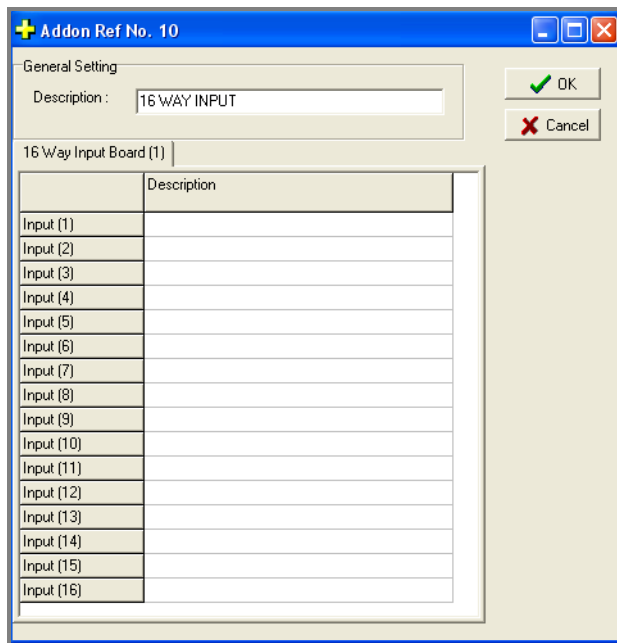 Addon Ref No. 10
General Setting
Description : 16 WAY INPUT
OK
Cancel
16 Way Input Board (1)
Description
Input (1)
Input (2)
Input (3)
Input (4)
Input (5)
Input (6)
Input (7)
Input (8)
Input (9)
Input (10)
Input (11)
Input (12)
Input (13)
Input (14)
Input (15)
Input (16)